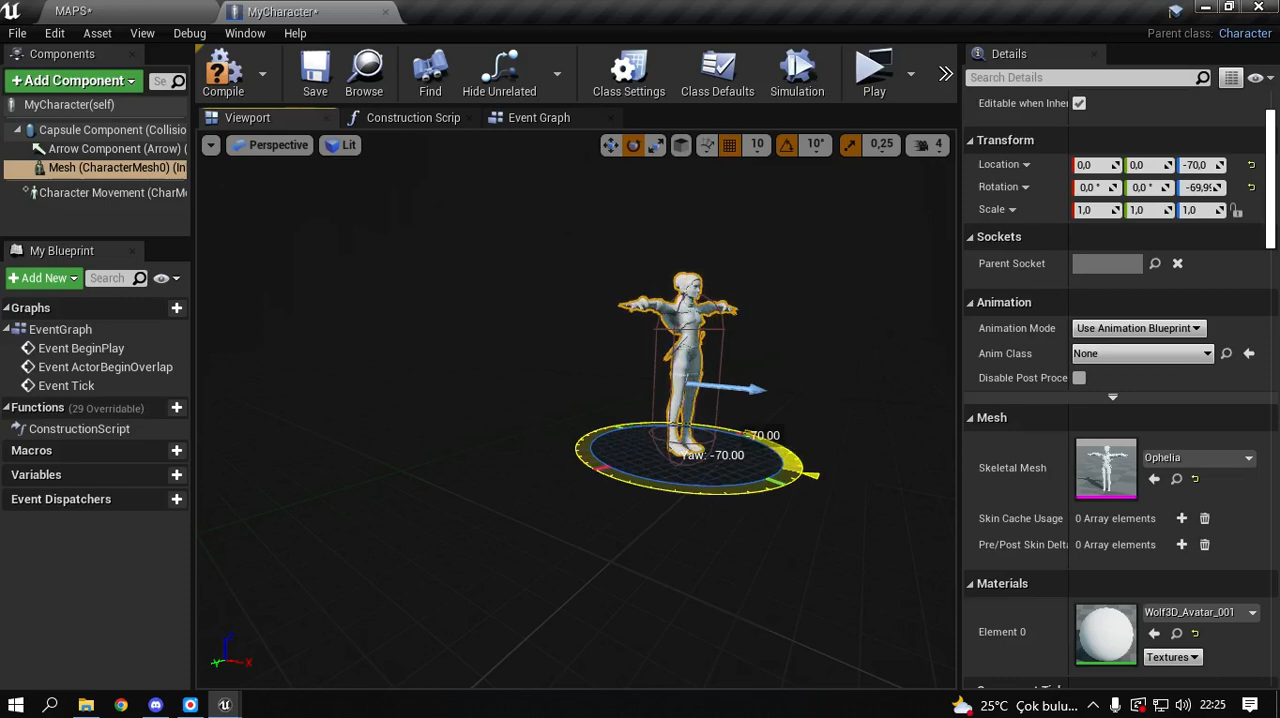 MAPS*
MyCharacter*
File Edit Asset View Debug Window Help
Parent class: Character
Components
+Add Component
Se
MyCharacter(self)
Capsule Component (Collisio
Arrow Component (Arrow) (
Mesh (CharacterMesh0) (In
Character Movement (CharMo
My Blueprint
+Add New
Search
Graphs
EventGraph
Event BeginPlay
Event ActorBeginOverlap
Event Tick
Functions (29 Overridable)
ConstructionScript
Macros
Variables
Event Dispatchers
Compile
Save
Browse
Find
Hide Unrelated
Class Settings
Class Defaults
Simulation
Play
Viewport
Construction Scrip
Event Graph
Perspective
Lit
10
10°
0,25
4
-70.00
Yaw: -70.00
Z
Y
X
Details
Search Details
Editable when Inher
Transform
Location 0,0 0,0 -70,0
Rotation 0,0 ° 0,0 ° -69,99
Scale 1,0 1,0 1,0
Sockets
Parent Socket
Animation
Animation Mode Use Animation Blueprint
Anim Class None
Disable Post Proce
Mesh
Skeletal Mesh Ophelia
Skin Cache Usage 0 Array elements
Pre/Post Skin Delta 0 Array elements
Materials
Element 0 Wolf3D_Avatar_001
Textures
25°C Çok bulu...
22:25